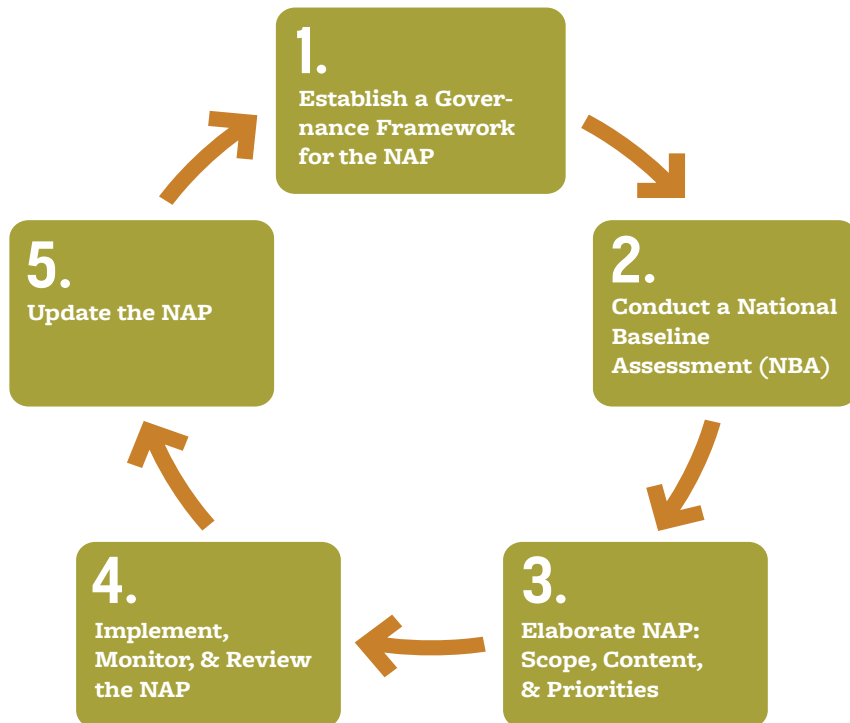 1.
Establish a Gover-
nance Framework
for the NAP
2.
Conduct a National
Baseline
Assessment (NBA)
3.
Elaborate NAP:
Scope, Content,
& Priorities
4.
Implement,
Monitor, & Review
the NAP
5.
Update the NAP